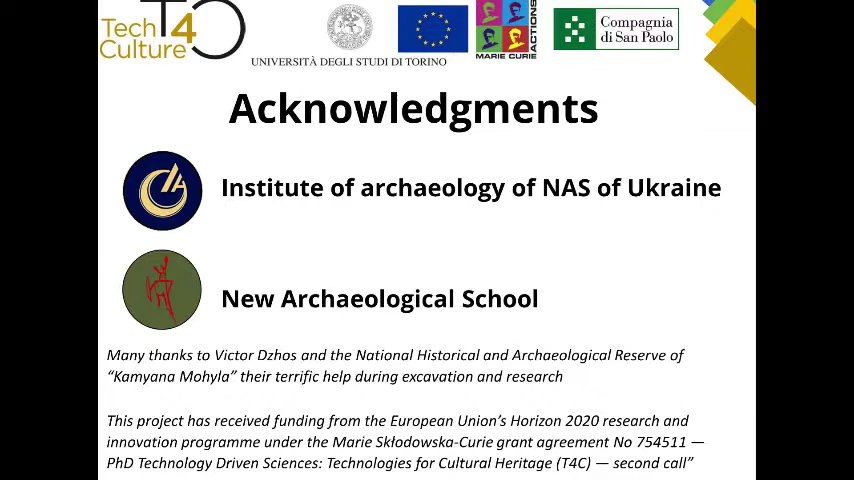 Tech
4
Culture
UNIVERSITÀ DEGLI STUDI DI TORINO
MARIE CURIE
ACTIONS
Compagnia
di San Paolo
Acknowledgments
Institute of archaeology of NAS of Ukraine
New Archaeological School
Many thanks to Victor Dzhos and the National Historical and Archaeological Reserve of
“Kamyana Mohyla” their terrific help during excavation and research
This project has received funding from the European Union’s Horizon 2020 research and
innovation programme under the Marie Skłodowska-Curie grant agreement No 754511 —
PhD Technology Driven Sciences: Technologies for Cultural Heritage (T4C) — second call”